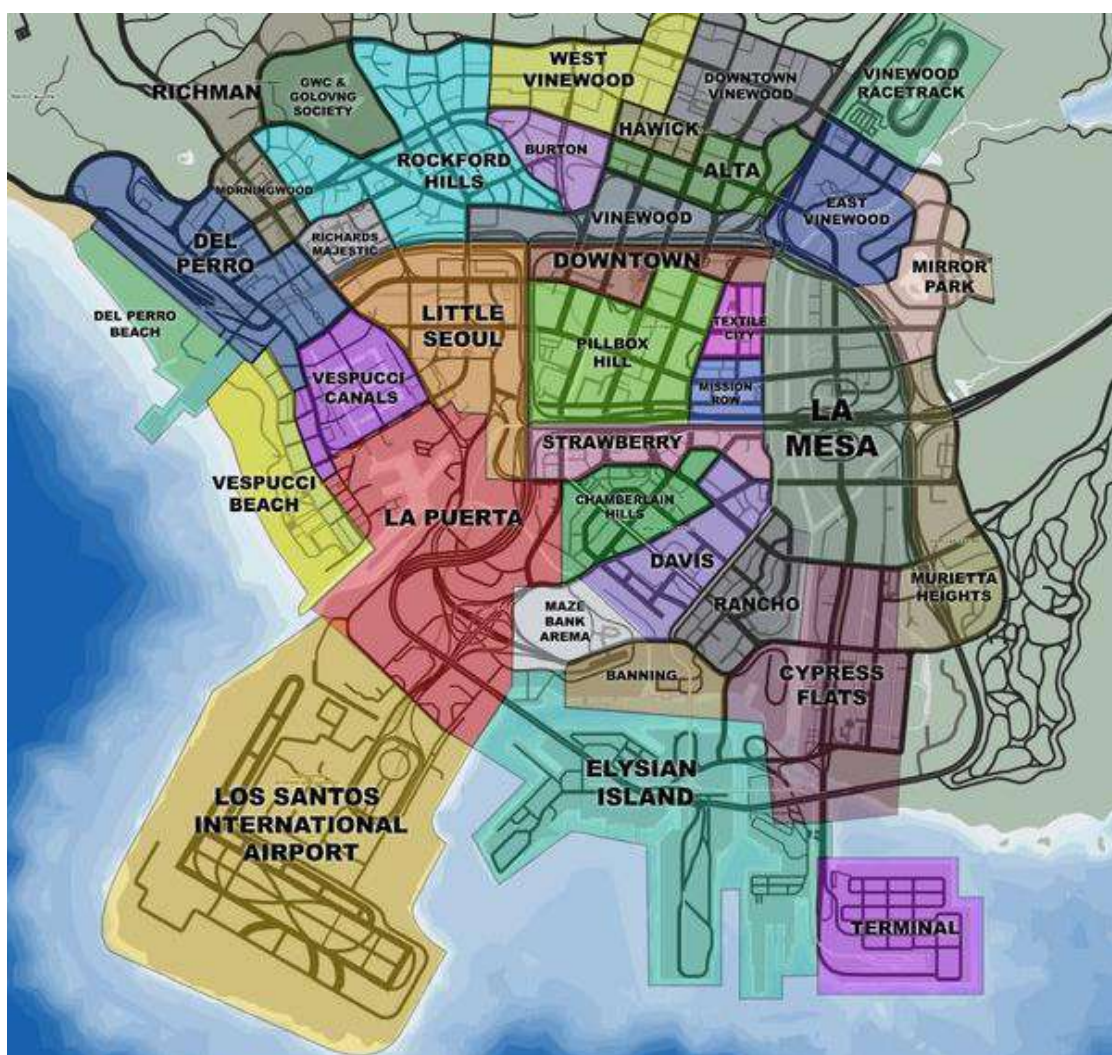 WEST
VINEWOOD
RICHMAN
GWC &
GOLOVNG
SOCIETY
DOWNTOWN
VINEWOOD
VINEWOOD
RACETRACK
HAWICK
BURTON
ROCKFORD
HILLS
ALTA
MORNINGWOOD
VINEWOOD
EAST
VINEWOOD
DEL
PERRO
RICHARDS
MAJESTIC
DOWNTOWN
MIRROR
PARK
DEL PERRO
BEACH
LITTLE
SEOUL
TEXTILE
CITY
PILLBOX
HILL
VESPUCCI
CANALS
MISSION
ROW
LA
MESA
STRAWBERRY
VESPUCCI
BEACH
CHAMBERLAIN
HILLS
LA PUERTA
DAVIS
MURIETTA
HEIGHTS
RANCHO
MAZE
BANK
AREMA
BANNING
CYPRESS
FLATS
ELYSIAN
ISLAND
LOS SANTOS
INTERNATIONAL
AIRPORT
TERMINAL